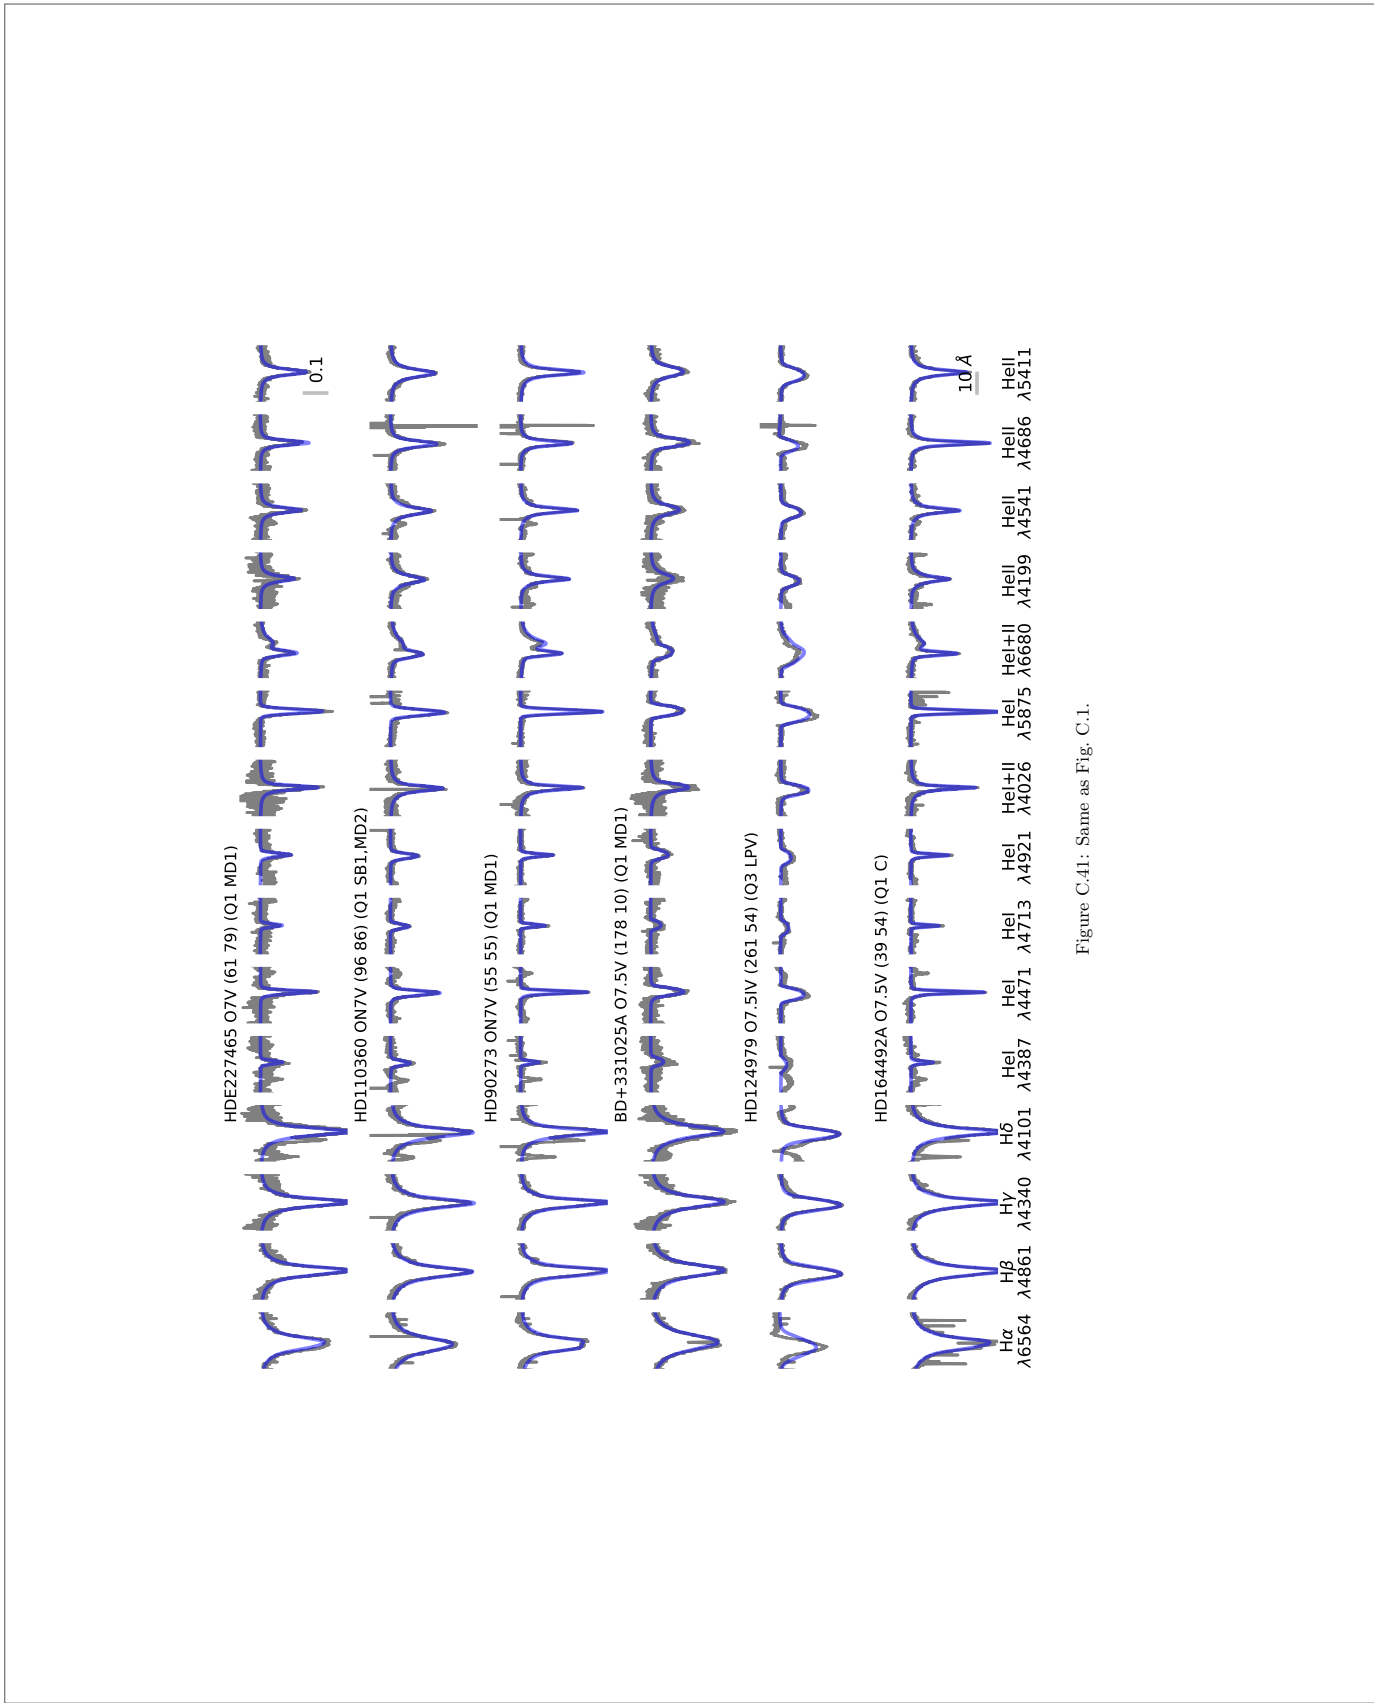 HDE227465 O7V (61 79) (Q1 MD1)
0.1
HD110360 ON7V (96 86) (Q1 SB1,MD2)
HD90273 ON7V (55 55) (Q1 MD1)
BD+331025A O7.5V (178 10) (Q1 MD1)
HD124979 O7.5IV (261 54) (Q3 LPV)
HD164492A O7.5V (39 54) (Q1 C)
10 Å
Hα Hβ Hγ Hδ HeI HeI HeI HeI HeI+II HeI HeI+II HeII HeII HeII HeII
λ6564 λ4861 λ4340 λ4101 λ4387 λ4471 λ4713 λ4921 λ4026 λ5875 λ6680 λ4199 λ4541 λ4686 λ5411
Figure C.41: Same as Fig. C.1.